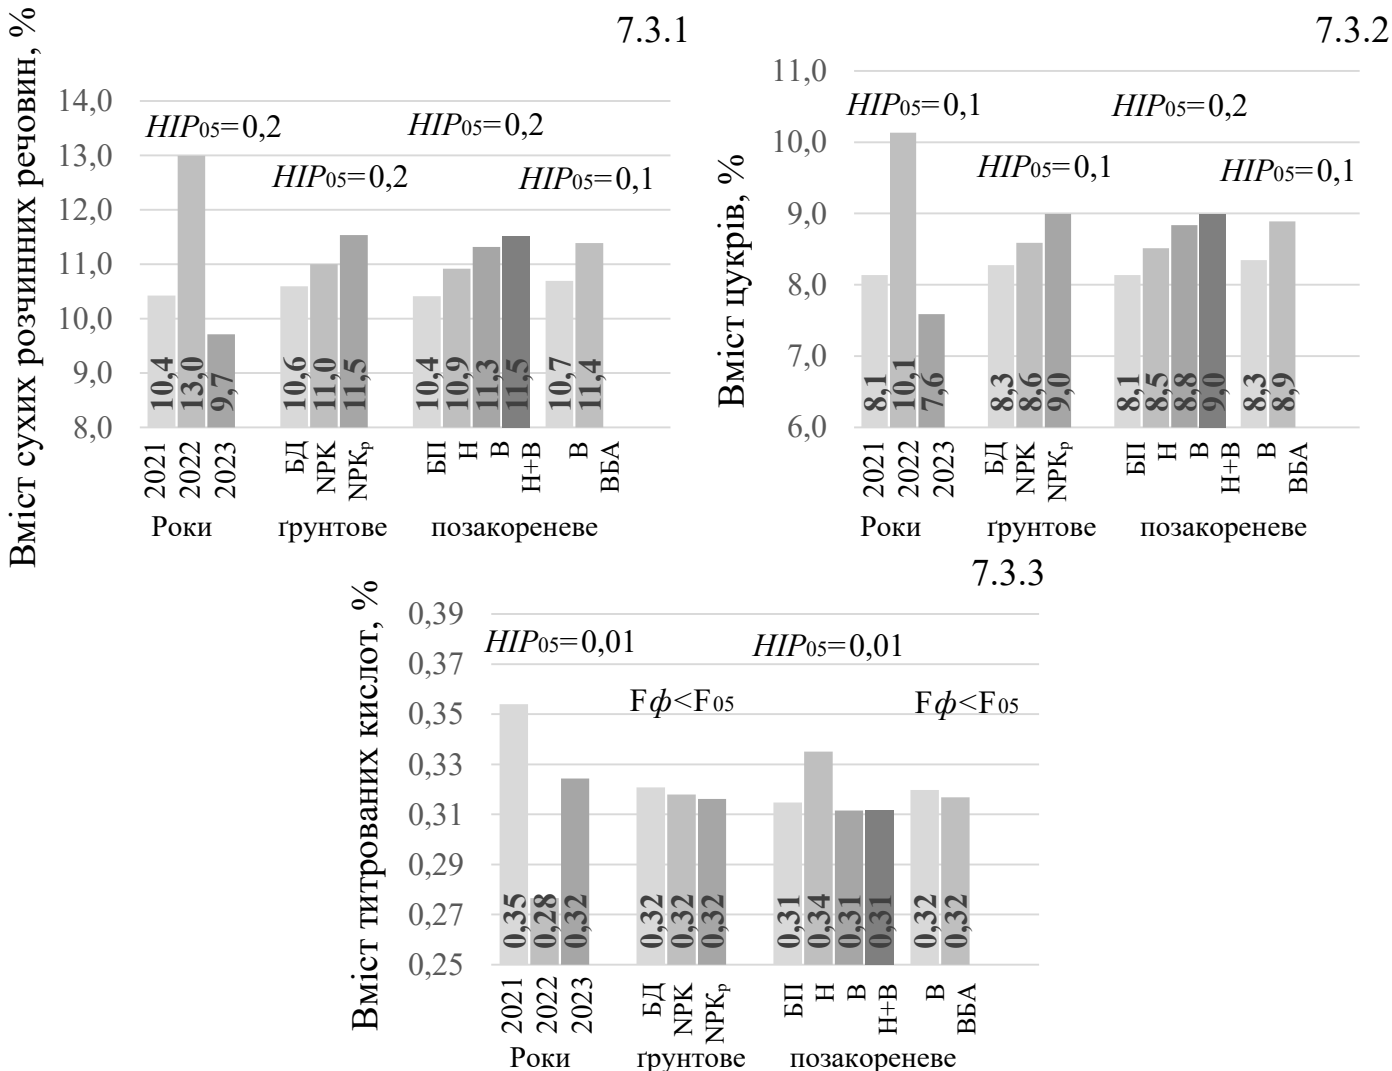 7.3.1
Вміст сухих розчинних речовин, %
14,0
13,0
12,0
11,0
10,0
9,0
8,0
НІР05=0,2
НІР05=0,2
НІР05=0,2
НІР05=0,1
10,4
13,0
9,7
10,6
11,0
11,5
10,4
10,9
11,3
11,5
10,7
11,4
2021
2022
2023
БД
NPK
NPKр
БП
Н
В
Н+В
В
ВБА
Роки
ґрунтове
позакореневе
7.3.2
Вміст цукрів, %
11,0
10,0
9,0
8,0
7,0
6,0
НІР05=0,1
НІР05=0,1
НІР05=0,2
НІР05=0,1
8,1
10,1
7,6
8,3
8,6
9,0
8,1
8,5
8,8
9,0
8,3
8,9
2021
2022
2023
БД
NPK
NPKр
БП
Н
В
Н+В
В
ВБА
Роки
ґрунтове
позакореневе
7.3.3
Вміст титрованих кислот, %
0,39
0,37
0,35
0,33
0,31
0,29
0,27
0,25
НІР05=0,01
Fф<F05
НІР05=0,01
Fф<F05
0,35
0,28
0,32
0,32
0,32
0,32
0,31
0,34
0,31
0,31
0,32
0,32
2021
2022
2023
БД
NPK
NPKр
БП
Н
В
Н+В
В
ВБА
Роки
ґрунтове
позакореневе